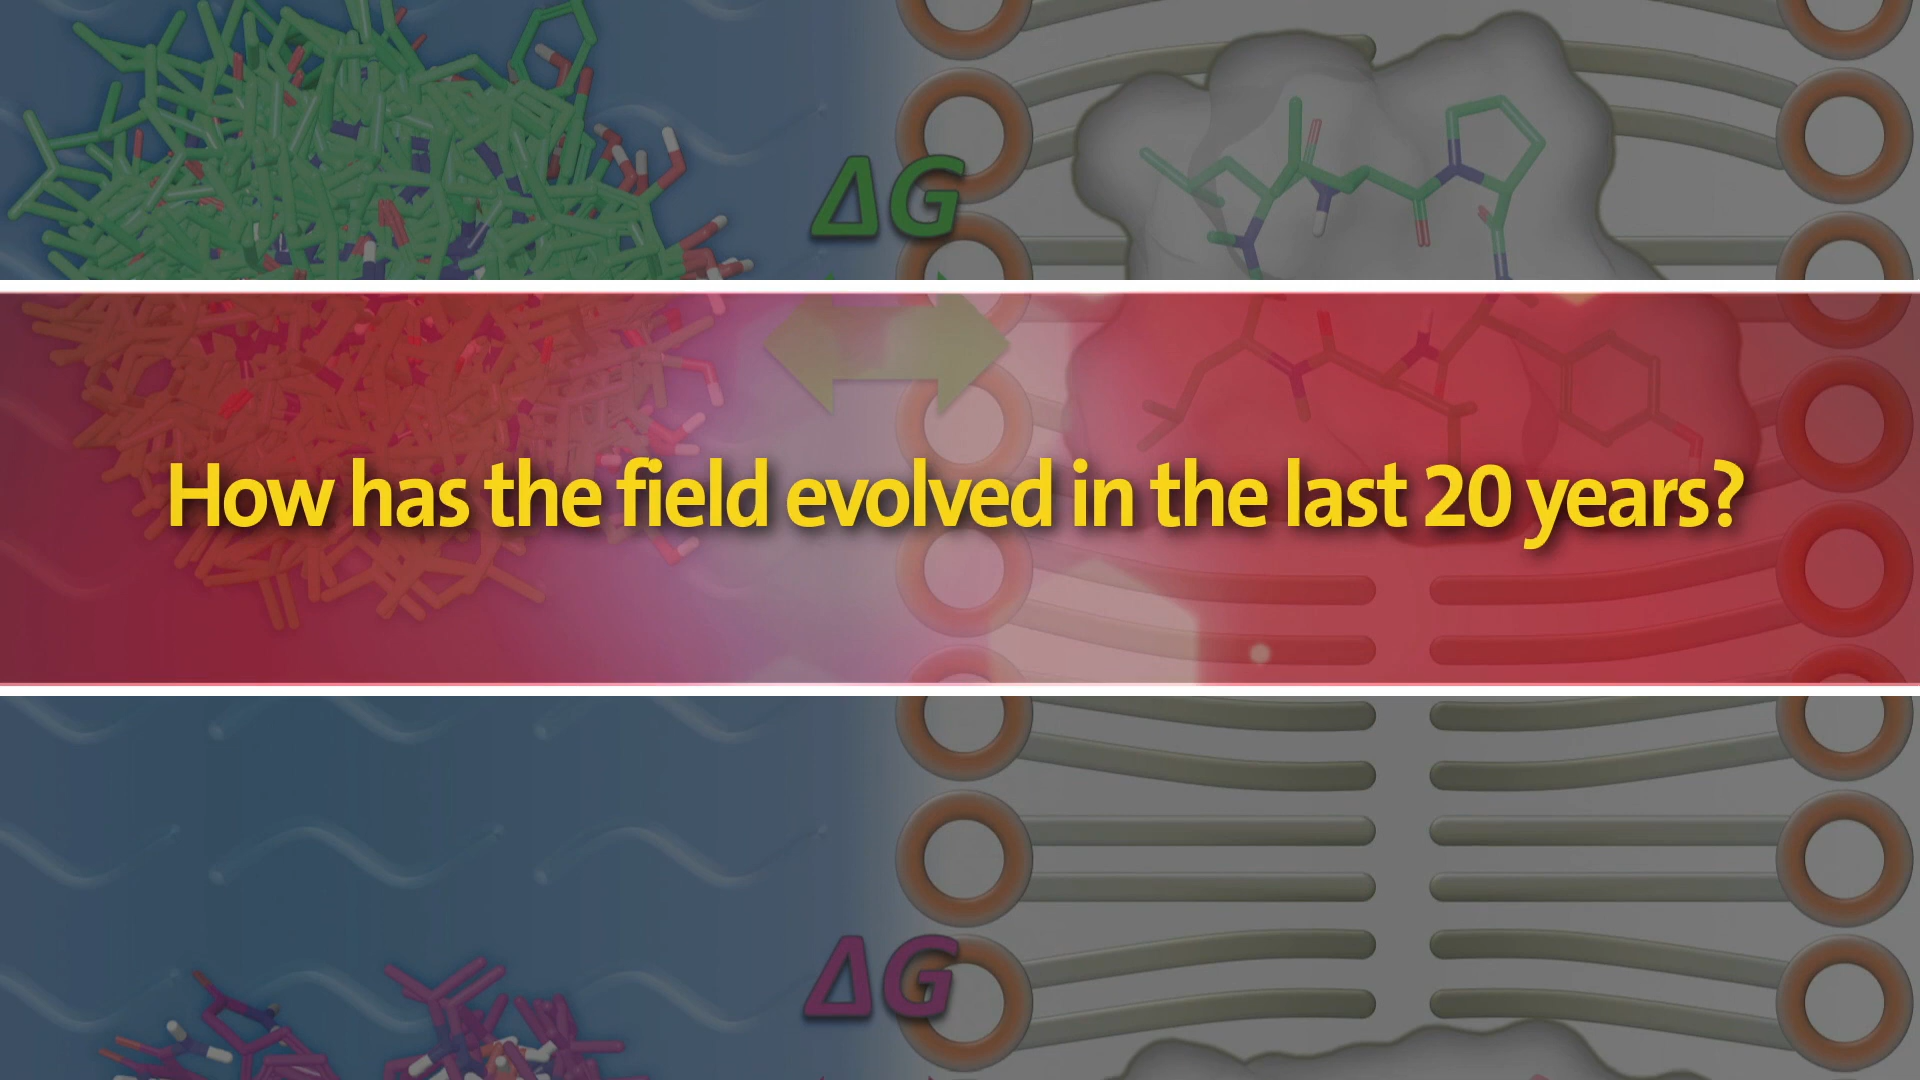 ΔG
How has the field evolved in the last 20 years?
ΔG